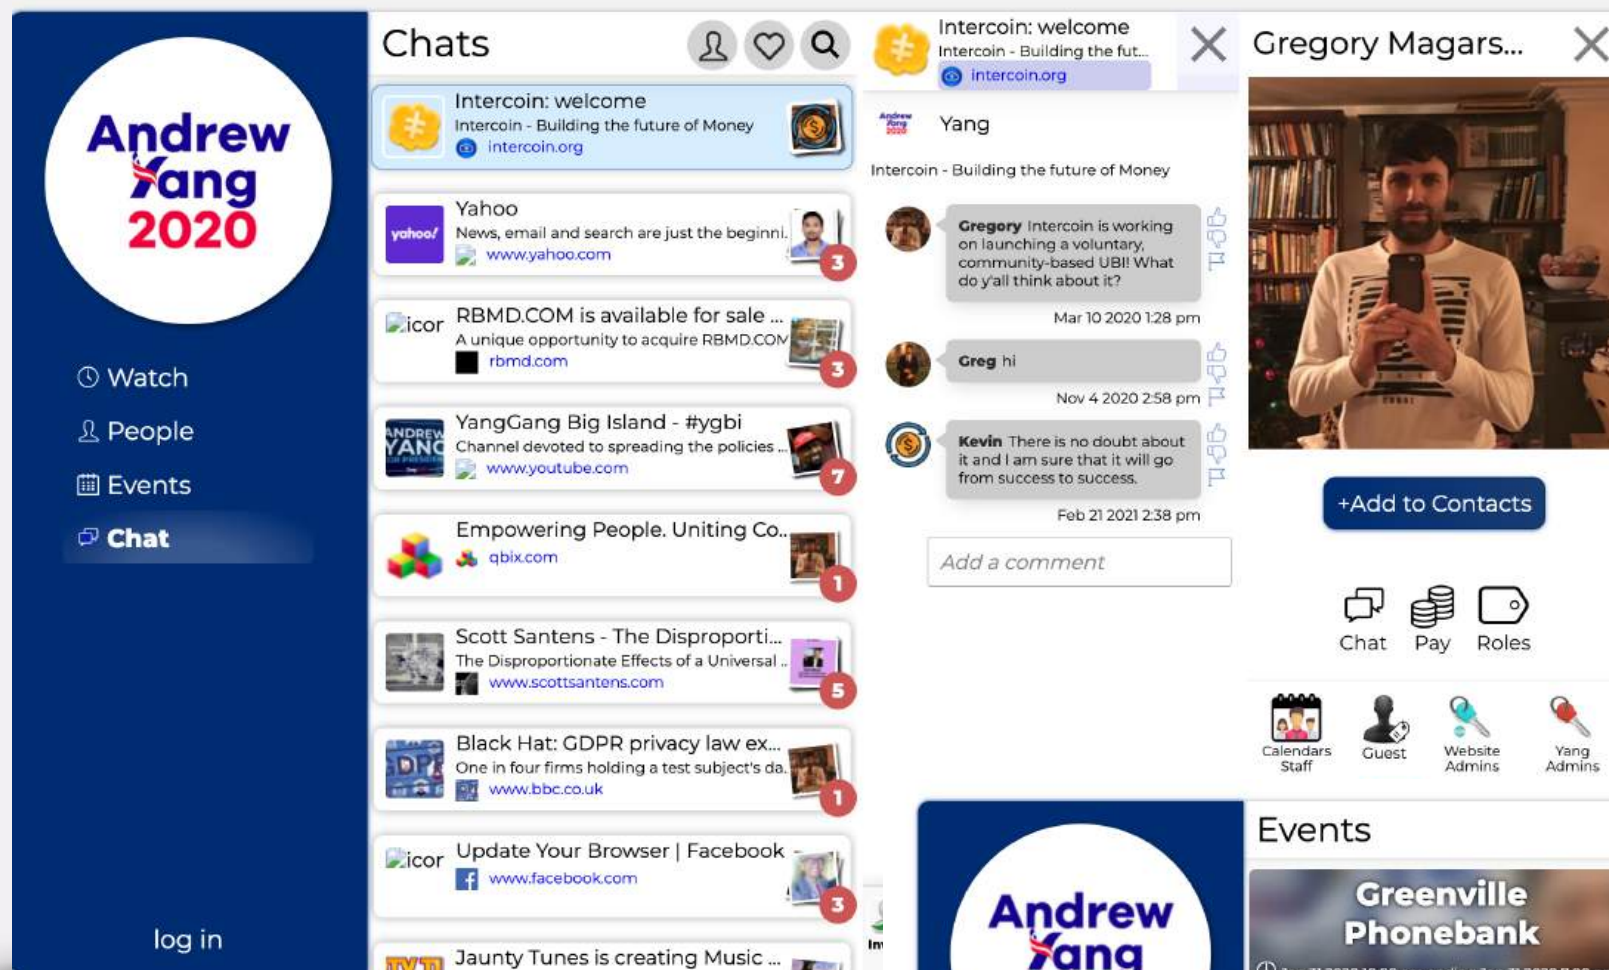 Andrew
Yang
2020
Watch
People
Events
Chat
log in
Chats
Intercoin: welcome
Intercoin - Building the future of Money
intercoin.org
yahoo!
Yahoo
News, email and search are just the beginni.
www.yahoo.com
3
icor
RBMD.COM is available for sale ...
A unique opportunity to acquire RBMD.COM
rbmd.com
3
ANDREW
YANG
YangGang Big Island - #ygbi
Channel devoted to spreading the policies ...
www.youtube.com
7
Empowering People. Uniting Co..
qbix.com
1
Scott Santens - The Disproporti...
The Disproportionate Effects of a Universal ..
www.scottsantens.com
5
GDPR
Black Hat: GDPR privacy law ex...
One in four firms holding a test subject's da.
www.bbc.co.uk
1
icor
Update Your Browser | Facebook
www.facebook.com
3
Jaunty Tunes is creating Music ...
Intercoin: welcome
Intercoin - Building the fut...
intercoin.org
Andrew
Yang
2020
Yang
Intercoin - Building the future of Money
Gregory Intercoin is working
on launching a voluntary,
community-based UBI! What
do y'all think about it?
Mar 10 2020 1:28 pm
Greg hi
Nov 4 2020 2:58 pm
Kevin There is no doubt about
it and I am sure that it will go
from success to success.
Feb 21 2021 2:38 pm
Add a comment
Gregory Magars...
+Add to Contacts
Chat
Pay
Roles
Calendars
Staff
Guest
Website
Admins
Yang
Admins
Andrew
Yang
Events
Greenville
Phonebank